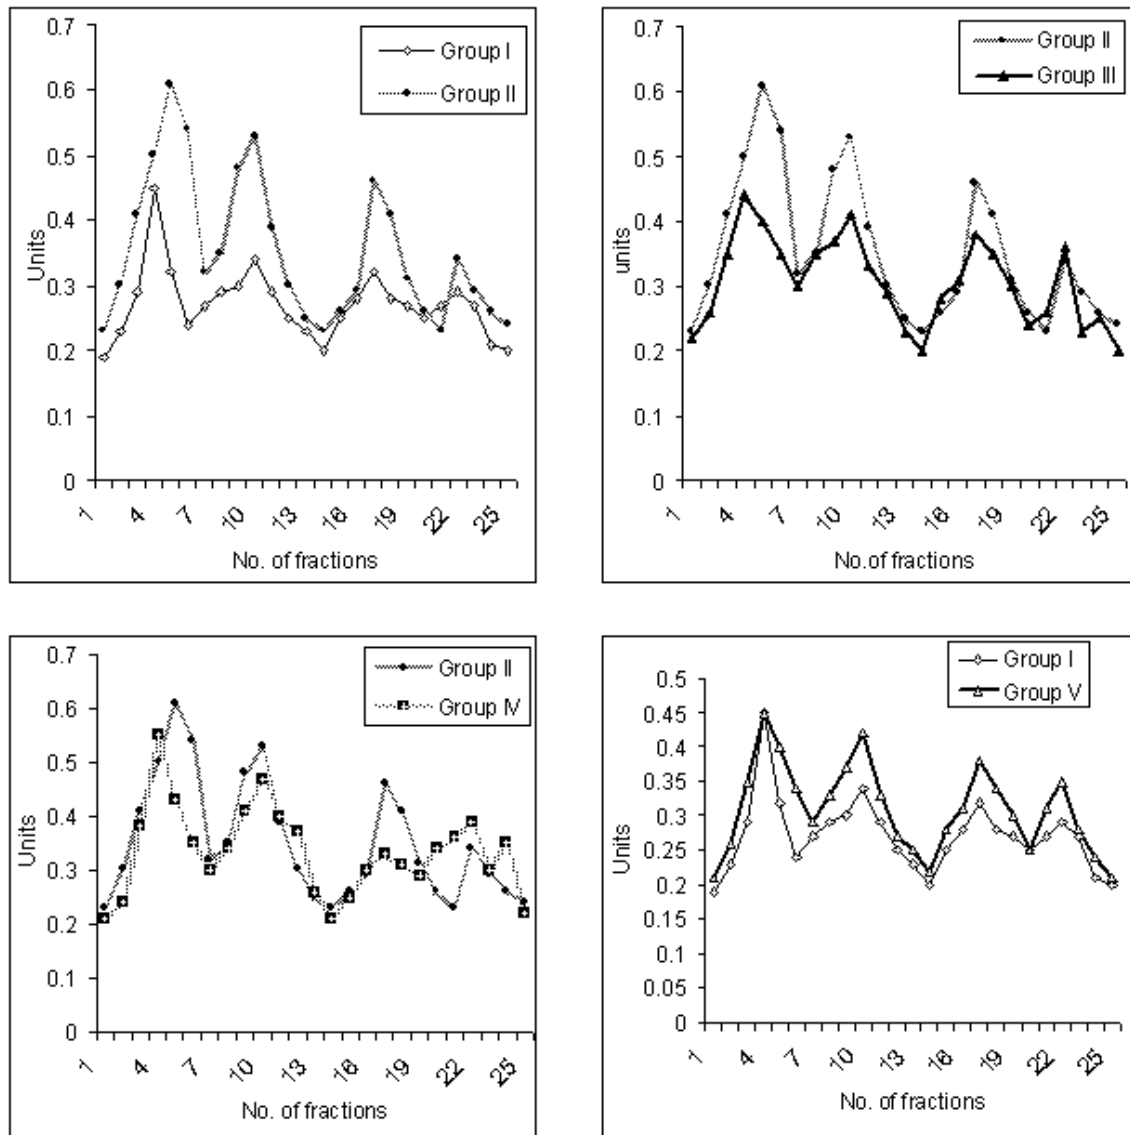 0.7
0.6
0.5
0.4
0.3
0.2
0.1
0
Units
Group I
Group II
1 4 7 10 13 16 19 22 25
No. of fractions
0.7
0.6
0.5
0.4
0.3
0.2
0.1
0
units
Group II
Group III
1 4 7 10 13 16 19 22 25
No.of fractions
0.7
0.6
0.5
0.4
0.3
0.2
0.1
0
Units
Group II
Group IV
1 4 7 10 13 16 19 22 25
No. of fractions
0.5
0.45
0.4
0.35
0.3
0.25
0.2
0.15
0.1
0.05
0
Units
Group I
Group V
1 4 7 10 13 16 19 22 25
No. of fractions